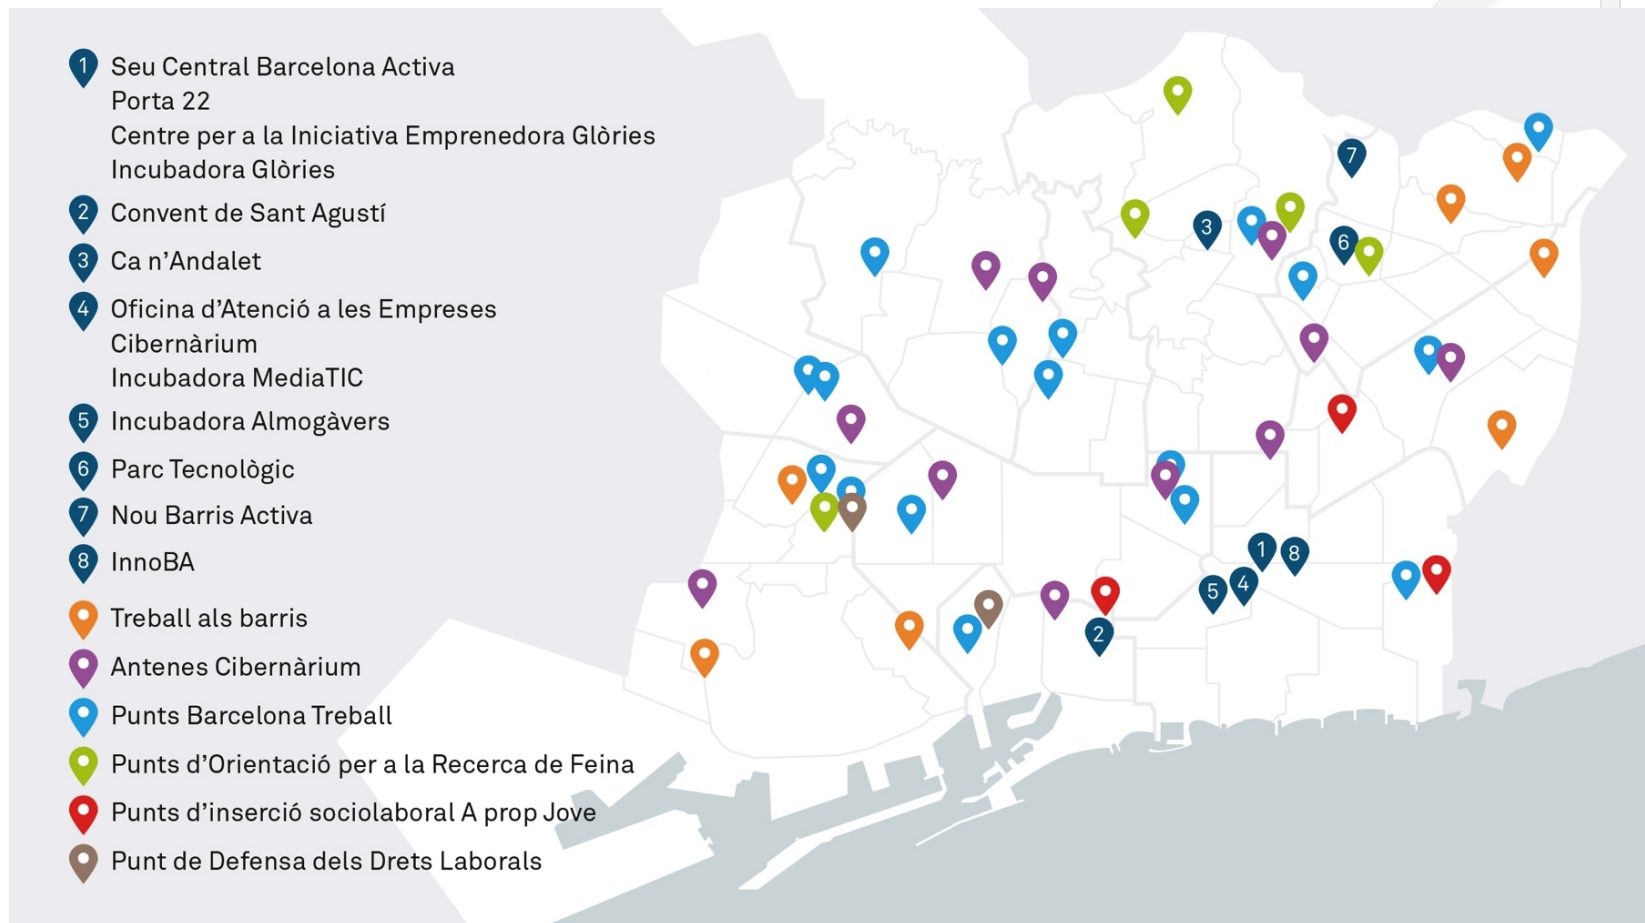 1 Seu Central Barcelona Activa
Porta 22
Centre per a la Iniciativa Emprenedora Glòries
Incubadora Glòries
2 Convent de Sant Agustí
3 Ca n’Andalet
4 Oficina d’Atenció a les Empreses
Cibernàrium
Incubadora MediaTIC
5 Incubadora Almogàvers
6 Parc Tecnològic
7 Nou Barris Activa
8 InnoBA
Treball als barris
Antenes Cibernàrium
Punts Barcelona Treball
Punts d’Orientació per a la Recerca de Feina
Punts d’inserció sociolaboral A prop Jove
Punt de Defensa dels Drets Laborals
7
3
6
1
8
5
4
2